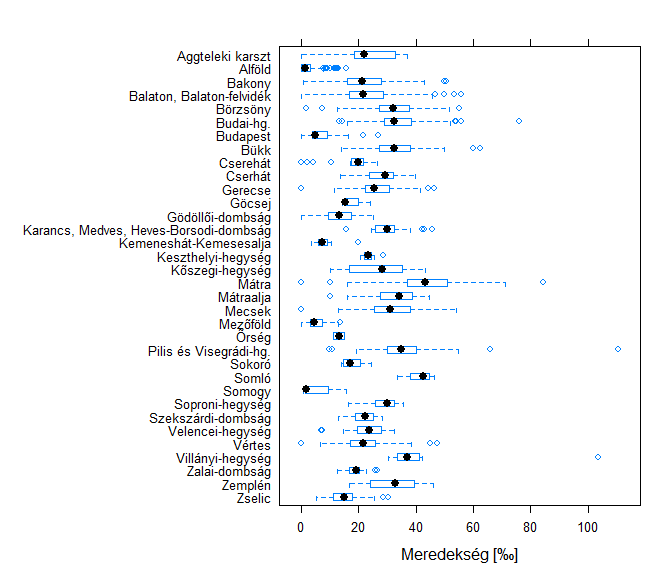 Aggteleki karszt
Alföld
Bakony
Balaton, Balaton-felvidék
Börzsöny
Budai-hg.
Budapest
Bükk
Cserehát
Cserhát
Gerecse
Göcsej
Gödöllői-dombság
Karancs, Medves, Heves-Borsodi-dombság
Kemeneshát-Kemesesalja
Keszthelyi-hegység
Kőszegi-hegység
Mátra
Mátraalja
Mecsek
Mezőföld
Őrség
Pilis és Visegrádi-hg.
Sokoró
Somló
Somogy
Soproni-hegység
Szekszárdi-dombság
Velencei-hegység
Vértes
Villányi-hegység
Zalai-dombság
Zemplén
Zselic
0 20 40 60 80 100
Meredekség [‰]